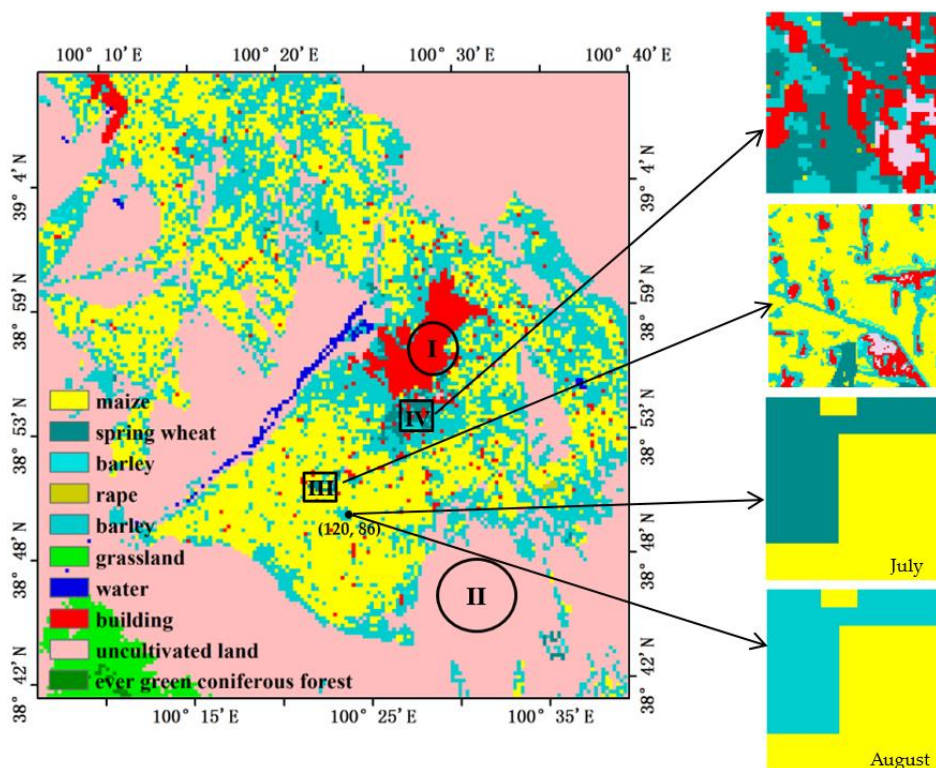 100° 10′ E 100° 20′ E 100° 30′ E 100° 40′ E
39° 4′ N
38° 59′ N
38° 53′ N
38° 48′ N
38° 42′ N
39° 4′ N
38° 59′ N
38° 53′ N
38° 48′ N
38° 42′ N
I
IV
III
(120, 86)
II
maize
spring wheat
barley
rape
barley
grassland
water
building
uncultivated land
ever green coniferous forest
100° 15′ E 100° 25′ E 100° 35′ E
July
August